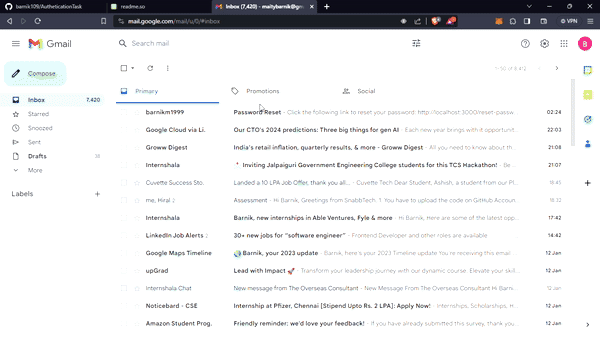 barnik109/AutheticationTask
readme.so
Inbox (7,420) - maitybarnik@gm
mail.google.com/mail/u/0/#inbox
VPN
Gmail
Search mail
B
Compose
1–50 of 8,412
Primary
Promotions
Social
Inbox 7,420
Starred
Snoozed
Sent
Drafts
More
Labels
barnikm1999 Password Reset - Click the following link to reset your password: http://localhost:3000/reset-passw 02:24
Google Cloud via Li. Our CTO's 2024 predictions: Three big things for gen AI - Each new year brings with it opportunit 22:03
Groww Digest India's retail inflation, quarterly results, & more - Groww Digest - All you need to know about th 21:08
Internshala Inviting Jalpaiguri Government Engineering College students for this TCS Hackathon! - 21:07
Cuvette Success Sto. Landed a 10 LPA Job Offer, thank you all... - Cuvette Tech Dear Student, Ashish, a student from our Pl 18:45
me, Hiral 2 Assessment - Hi Barnik, Greetings from SnabbTech. 1. You have to upload the code on GitHub Accoun
Internshala Barnik, new internships in Able Ventures, Fyle & more - Hi Barnik, Here are some of the latest opp 17:42
LinkedIn Job Alerts 2 30+ new jobs for “software engineer” - Frontend Developer and other roles are available 14:42
Google Maps Timeline Barnik, your 2023 update - Barnik, here's your 2023 Timeline update You're receiving this email 12 Jan
upGrad Lead with Impact 🚀 - Transform your leadership journey with our dynamic course. Elevate your skil 12 Jan
Internshala Chat New message from The Overseas Consultant - New message from The Overseas Consultant Hi Barnik 12 Jan
Noticebard - CSE Internship at Pfizer, Chennai [Stipend Upto Rs. 2 LPA]: Apply Now! - Internships, Scholarships, H 12 Jan
Amazon Student Prog. Friendly reminder: we'd love your feedback! - If you have already submitted this survey, thank you 12 Jan